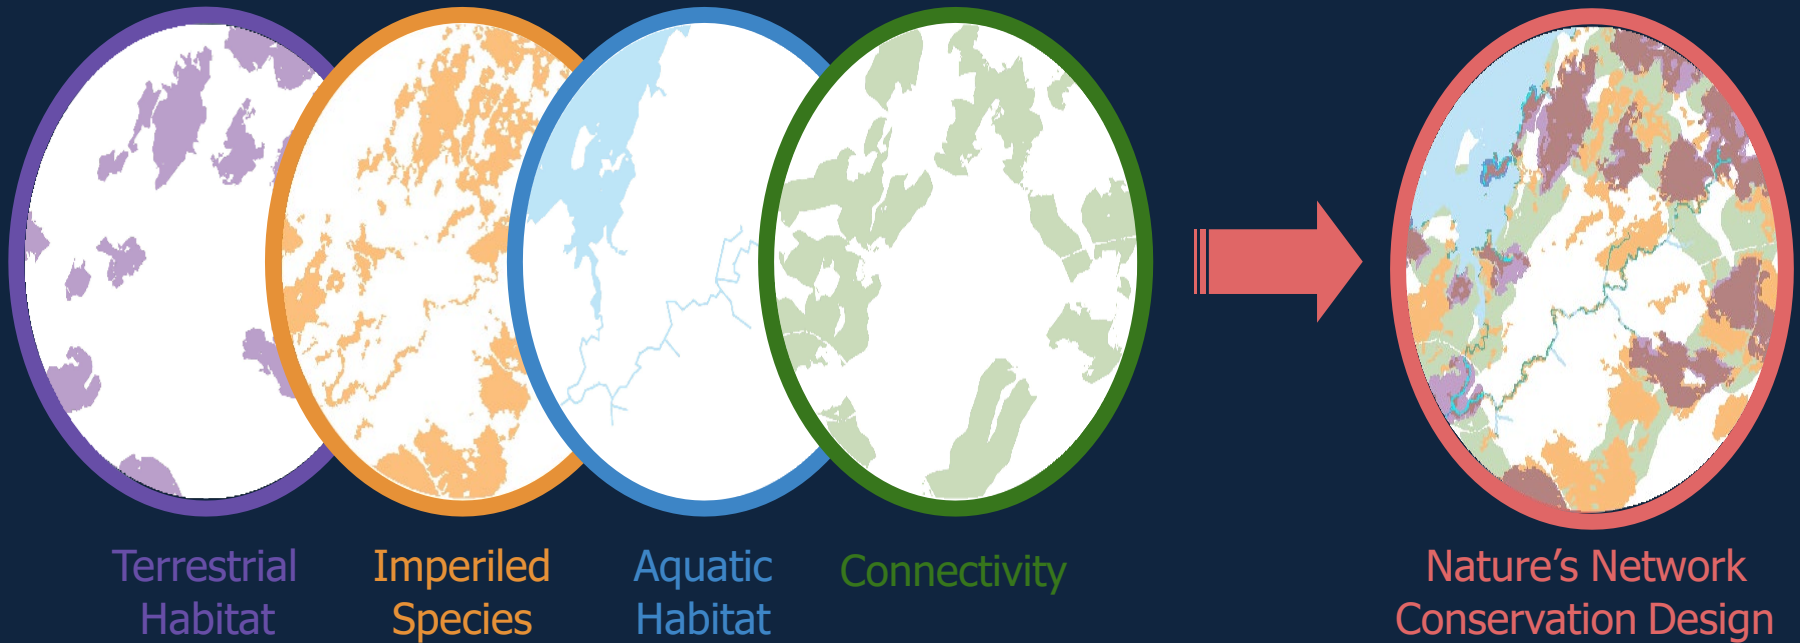 Terrestrial
Habitat
Imperiled
Species
Aquatic
Habitat
Connectivity
Nature’s Network
Conservation Design